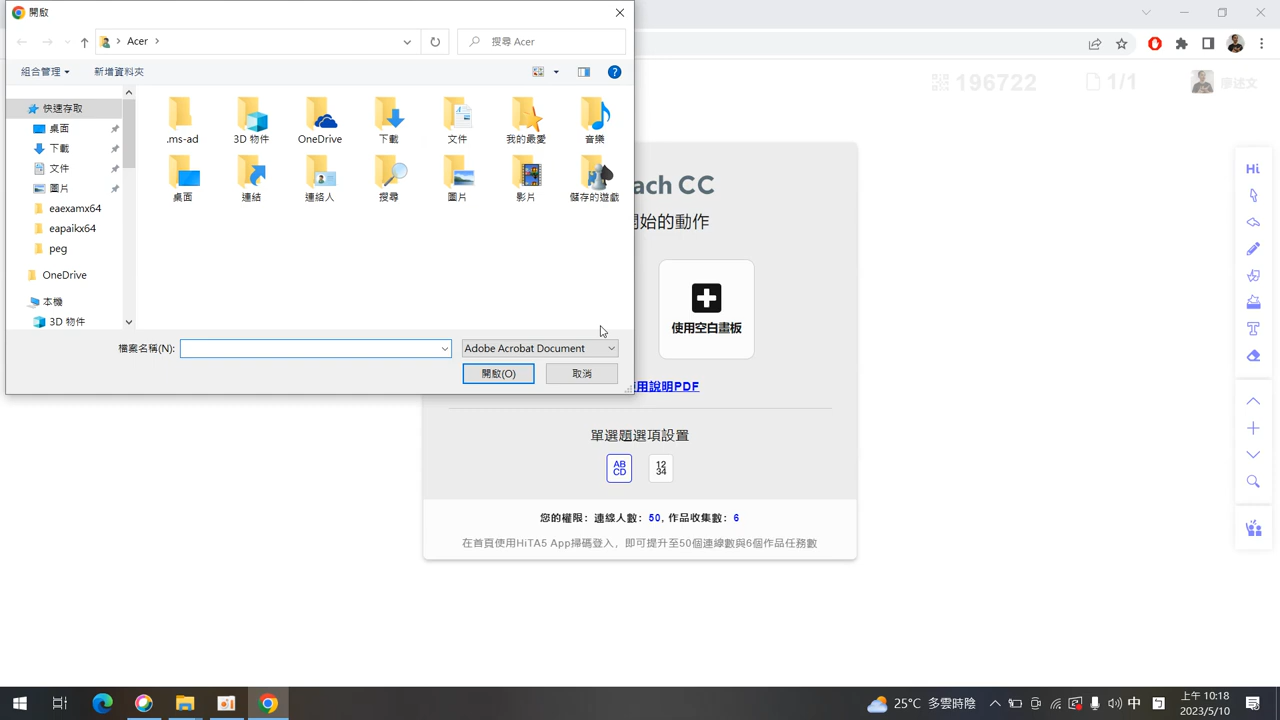 開啟
Acer
搜尋 Acer
組合管理
新增資料夾
快速存取
桌面
下載
文件
圖片
eaexamx64
eapaikx64
peg
OneDrive
本機
3D 物件
.ms-ad
3D 物件
OneDrive
下載
文件
我的最愛
音樂
桌面
連結
連絡人
搜尋
圖片
影片
儲存的遊戲
檔案名稱(N):
Adobe Acrobat Document
開啟(O)
取消
196722
1/1
廖述文
ach CC
開始的動作
使用空白畫板
用說明PDF
單選題選項設置
AB
CD
12
34
您的權限：連線人數：50, 作品收集數：6
在首頁使用HiTA5 App掃碼登入，即可提升至50個連線數與6個作品任務數
Hi
25°C 多雲時陰
中
上午 10:18
2023/5/10